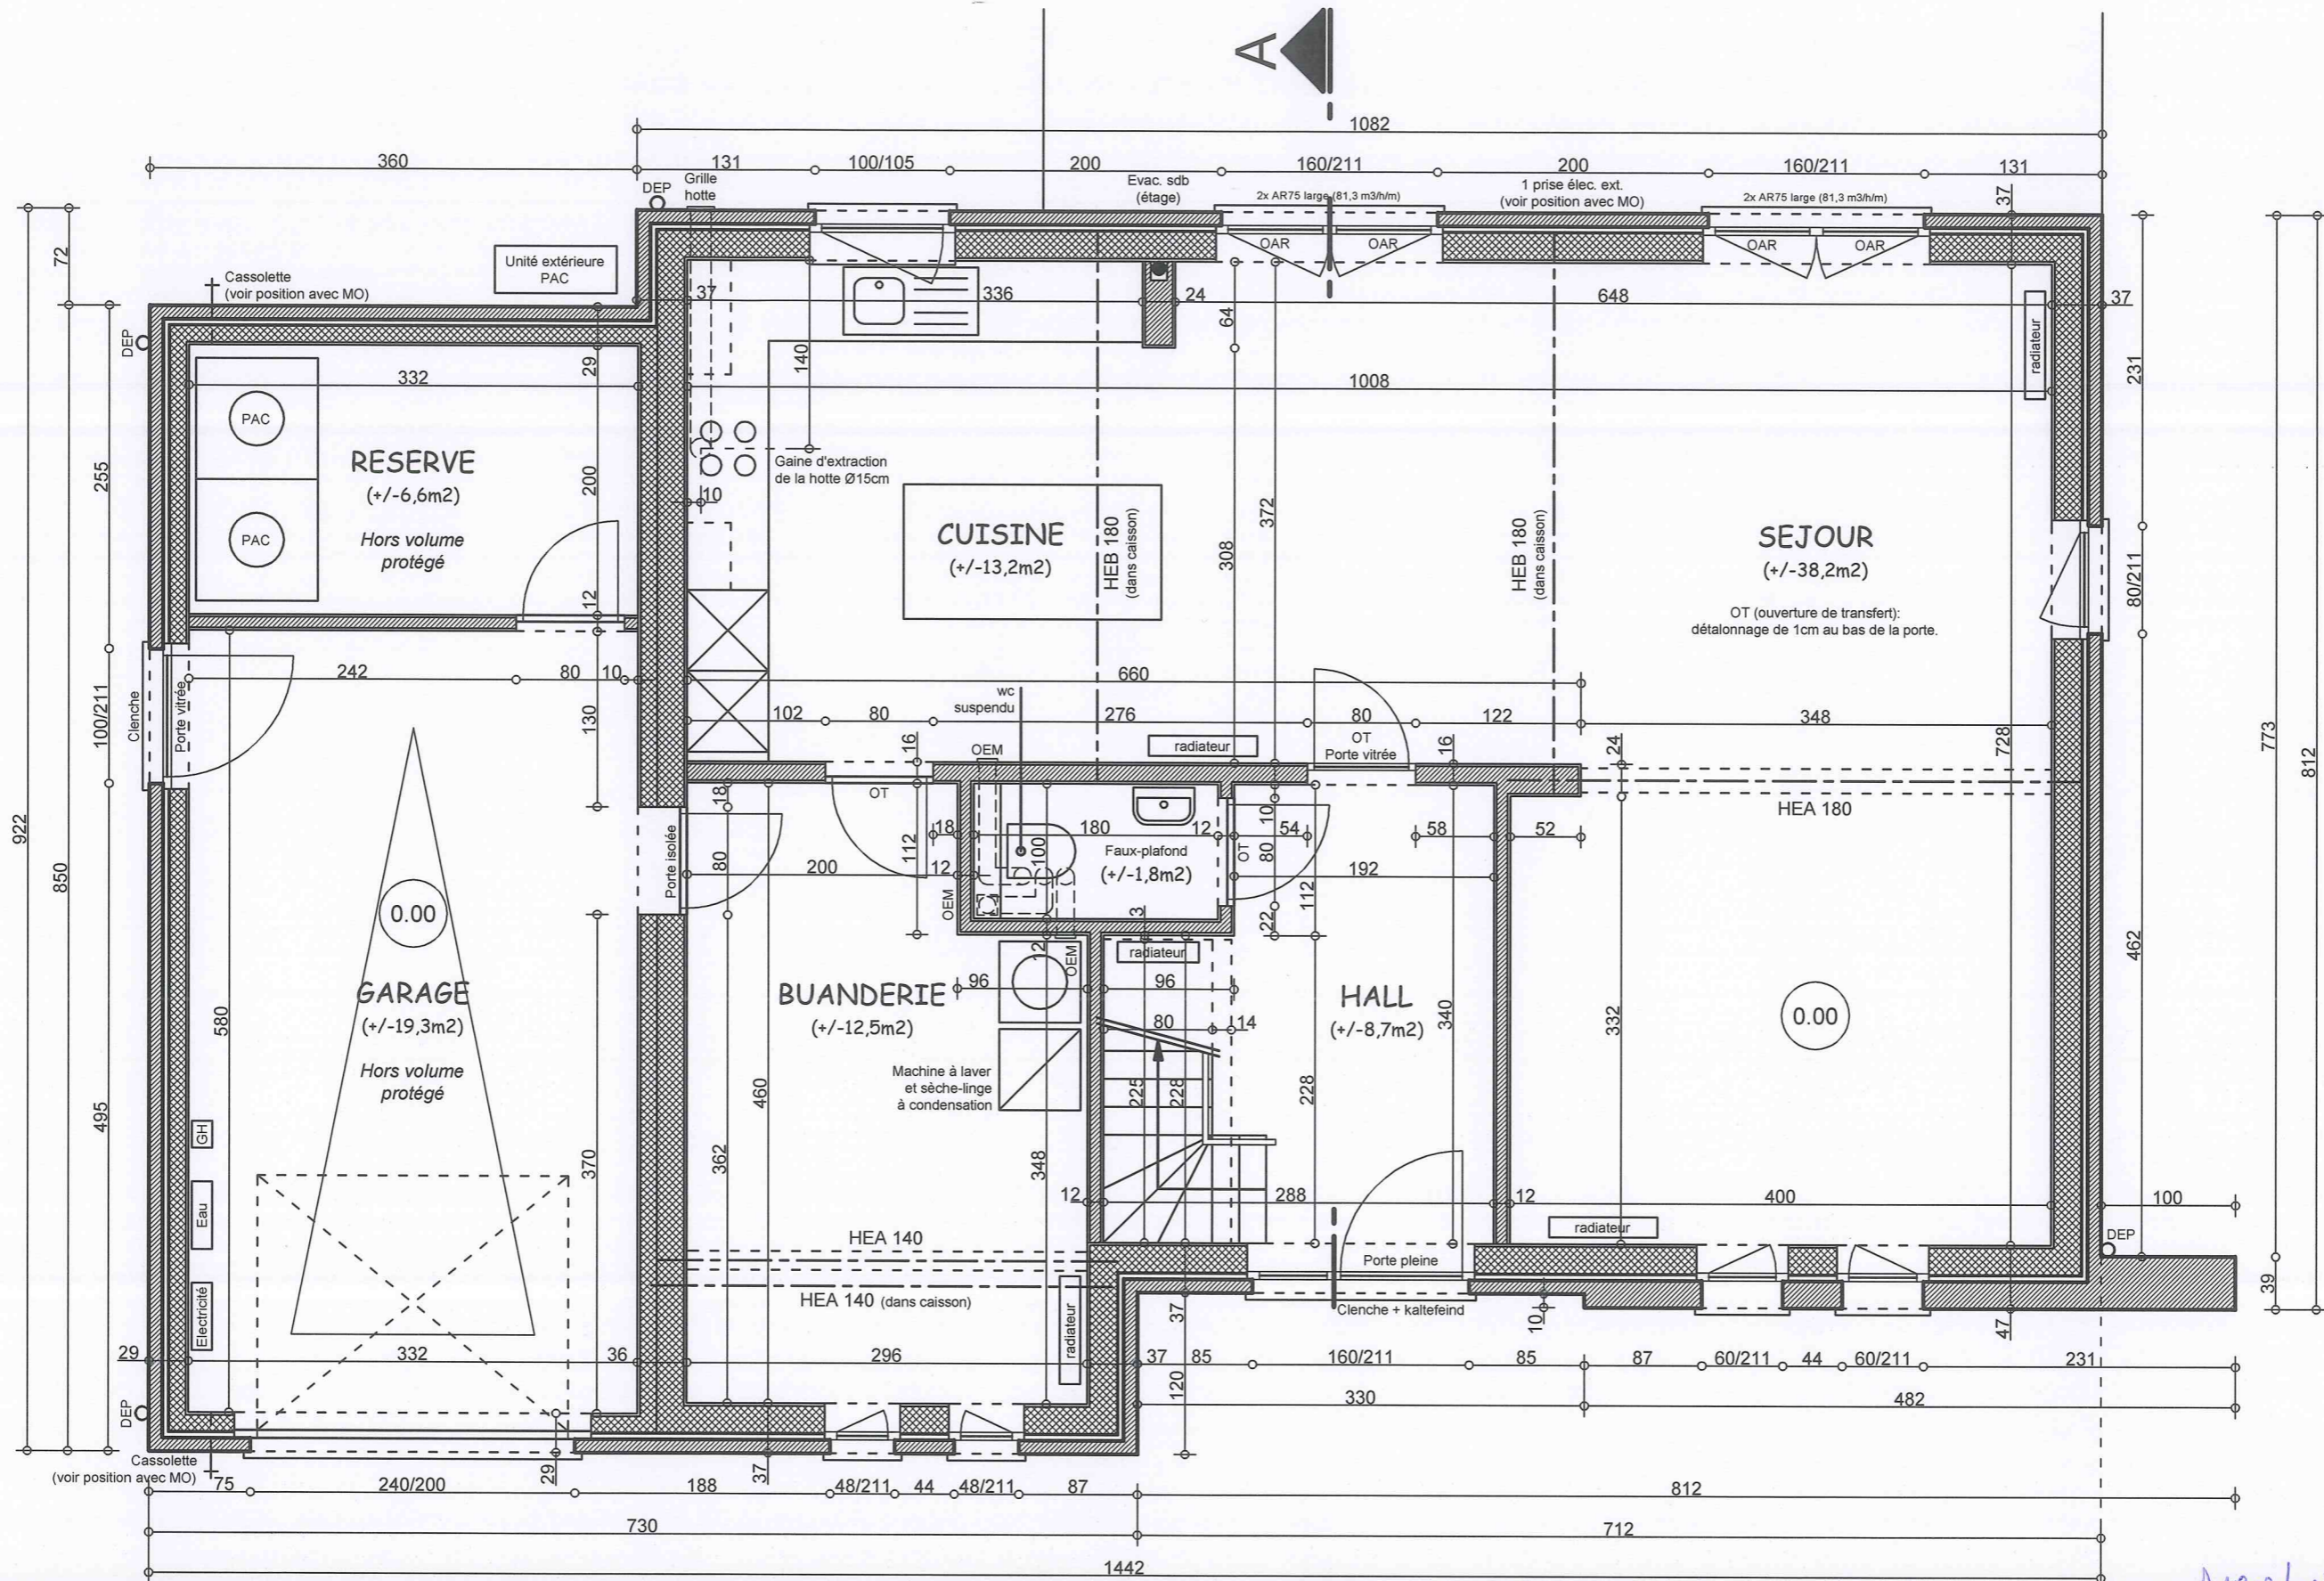 A
1082
360
131
100/105
200
160/211
200
160/211
131
DEP
Grille
hotte
Evac. sdb
(étage)
2x AR75 large (81,3 m3/h/m)
1 prise élec. ext.
(voir position avec MO)
2x AR75 large (81,3 m3/h/m)
37
72
Unité extérieure
PAC
Cassolette
(voir position avec MO)
OAR
OAR
OAR
OAR
37
336
24
648
37
64
radiateur
DEP
29
332
140
1008
231
PAC
RESERVE
(+/-6,6m2)
Hors volume
protégé
PAC
255
200
12
Gaine d'extraction
de la hotte Ø15cm
10
CUISINE
(+/-13,2m2)
HEB 180
(dans caisson)
308
372
HEB 180
(dans caisson)
SEJOUR
(+/-38,2m2)
OT (ouverture de transfert):
détalonnage de 1cm au bas de la porte.
80/211
242
80
10
660
100/211
Clenche
Porte vitrée
130
wc
suspendu
102
80
276
80
122
348
OEM
16
radiateur
OT
Porte vitrée
16
24
728
773
812
922
850
18
OT
HEA 180
Porte isolée
80
112
18
180
12
100
54
10
58
52
Faux-plafond
(+/-1,8m2)
OT
80
200
12
192
OEM
3
22
112
0.00
462
12
OEM
radiateur
GARAGE
(+/-19,3m2)
Hors volume
protégé
580
BUANDERIE
(+/-12,5m2)
96
96
80
14
HALL
(+/-8,7m2)
340
332
0.00
Machine à laver
et sèche-linge
à condensation
460
225
228
228
495
GH
370
362
348
12
288
12
400
100
Eau
radiateur
HEA 140
Porte pleine
DEP
Electricité
HEA 140 (dans caisson)
radiateur
Clenche + kaltefeind
37
10
47
39
29
332
36
296
37
85
160/211
85
87
60/211
44
60/211
231
120
330
482
DEP
Cassolette
(voir position avec MO)
29
37
75
240/200
188
48/211
44
48/211
87
812
730
712
1442